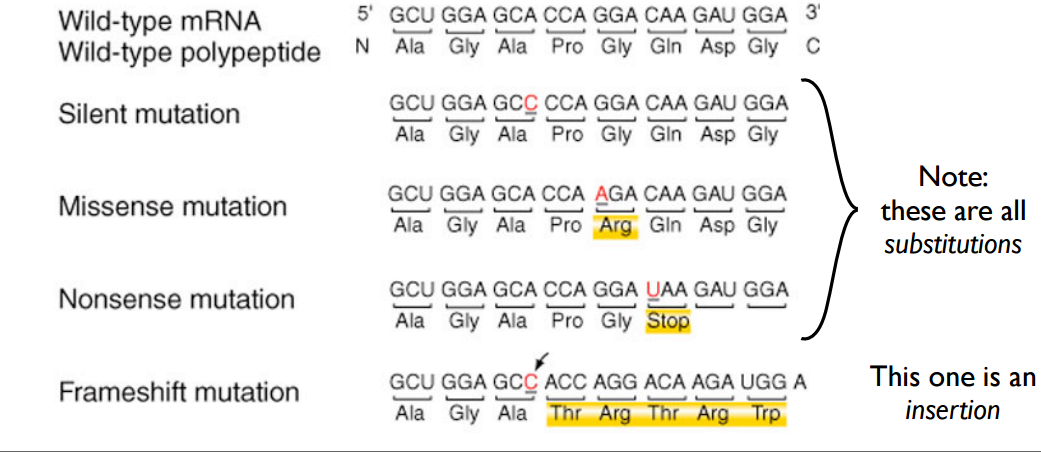 Wild-type mRNA 5' GCU GGA GCA CCA GGA CAA GAU GGA 3'
Wild-type polypeptide N Ala Gly Ala Pro Gly Gln Asp Gly C
Silent mutation GCU GGA GCC CCA GGA CAA GAU GGA
Ala Gly Ala Pro Gly Gln Asp Gly
Missense mutation GCU GGA GCA CCA AGA CAA GAU GGA
Ala Gly Ala Pro Arg Gln Asp Gly
Nonsense mutation GCU GGA GCA CCA GGA UAA GAU GGA
Ala Gly Ala Pro Gly Stop
Note:
these are all
substitutions
Frameshift mutation GCU GGA GCC ACC AGG ACA AGA UGG A
Ala Gly Ala Thr Arg Thr Arg Trp
This one is an
insertion